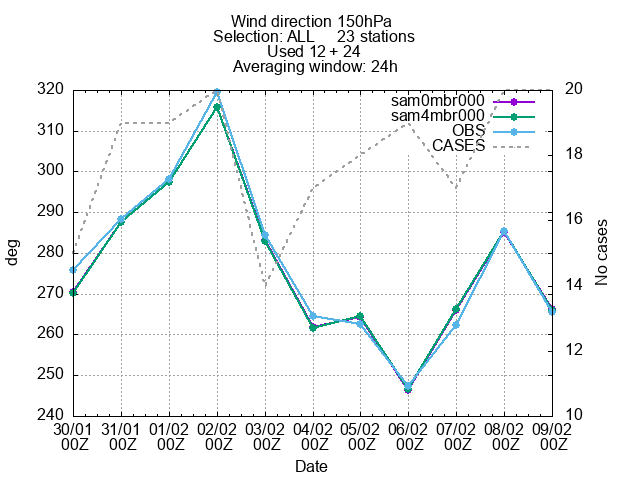 Wind direction 150hPa
Selection: ALL 23 stations
Used 12 + 24
Averaging window: 24h
320 20
sam0mbr000
sam4mbr000
310
OBS
CASES
18
300
290
16
280
deg
No cases
270
14
260
12
250
240 10
30/01 31/01 01/02 02/02 03/02 04/02 05/02 06/02 07/02 08/02 09/02
00Z 00Z 00Z 00Z 00Z 00Z 00Z 00Z 00Z 00Z 00Z
Date